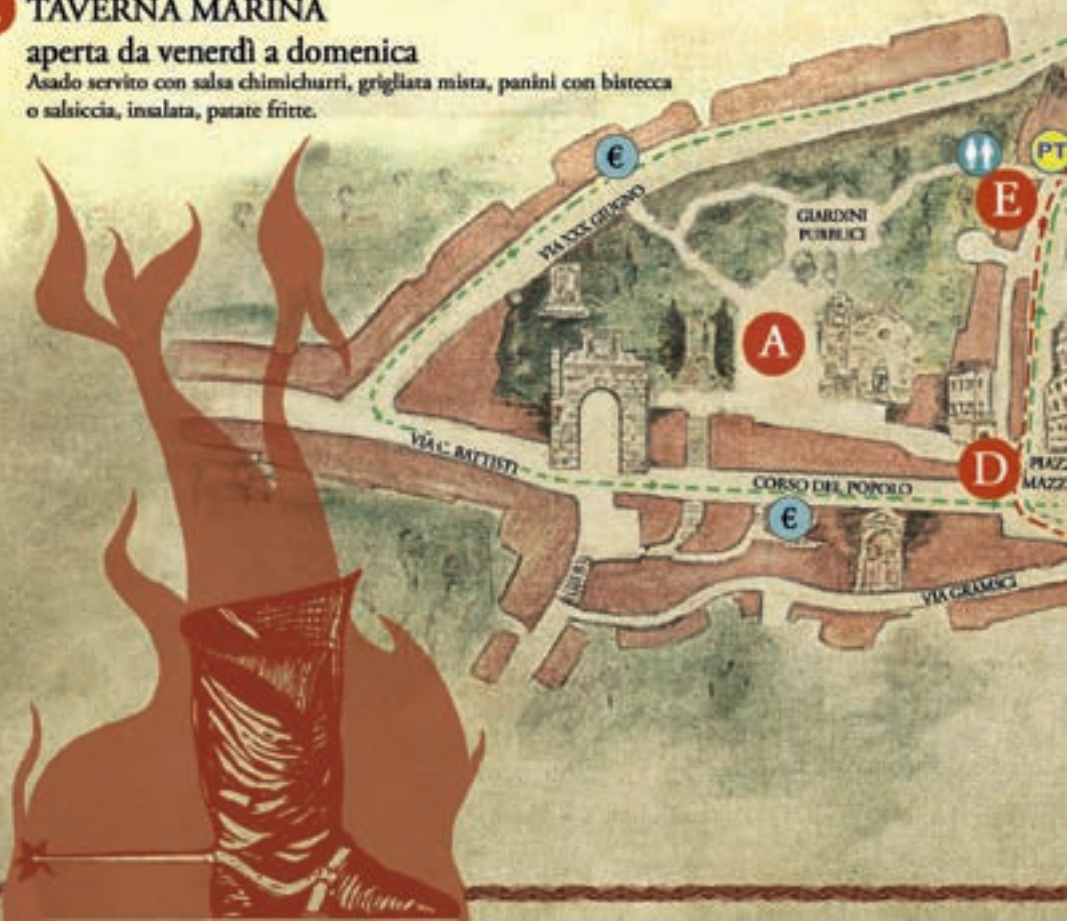 TAVERNA MARINA
aperta da venerdì a domenica
Asado servito con salsa chimichurri, grigliata mista, panini con bistecca
o salsiccia, insalata, patate fritte.
€
PT
E
VIA XXX GIUGNO
GIARDINI
PUBBLICI
A
VIA C. BATTISTI
D
CORSO DEL POPOLO
€
VIA GRAMSCI